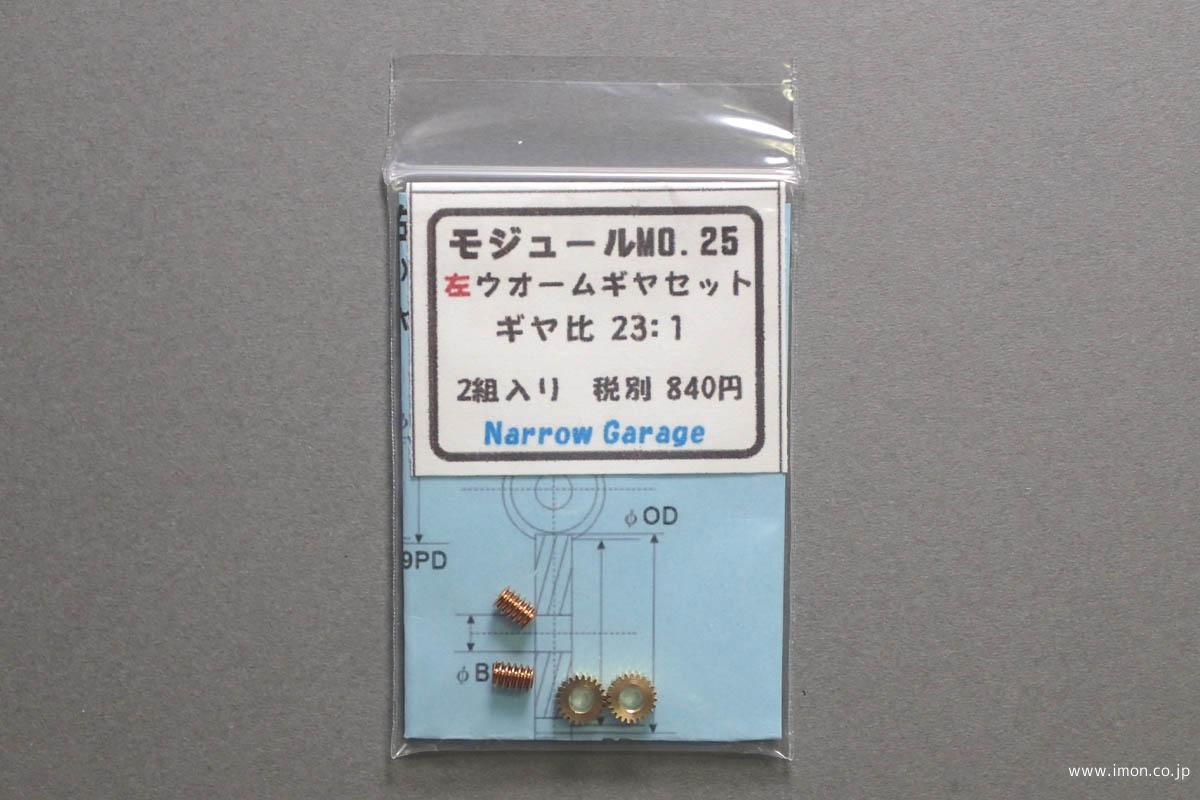 モジュールM0.25
左ウオームギヤセット
ギヤ比 23:1
2組入り 税別 840円
Narrow Garage
φOD
9PD
φB
www.imon.co.jp